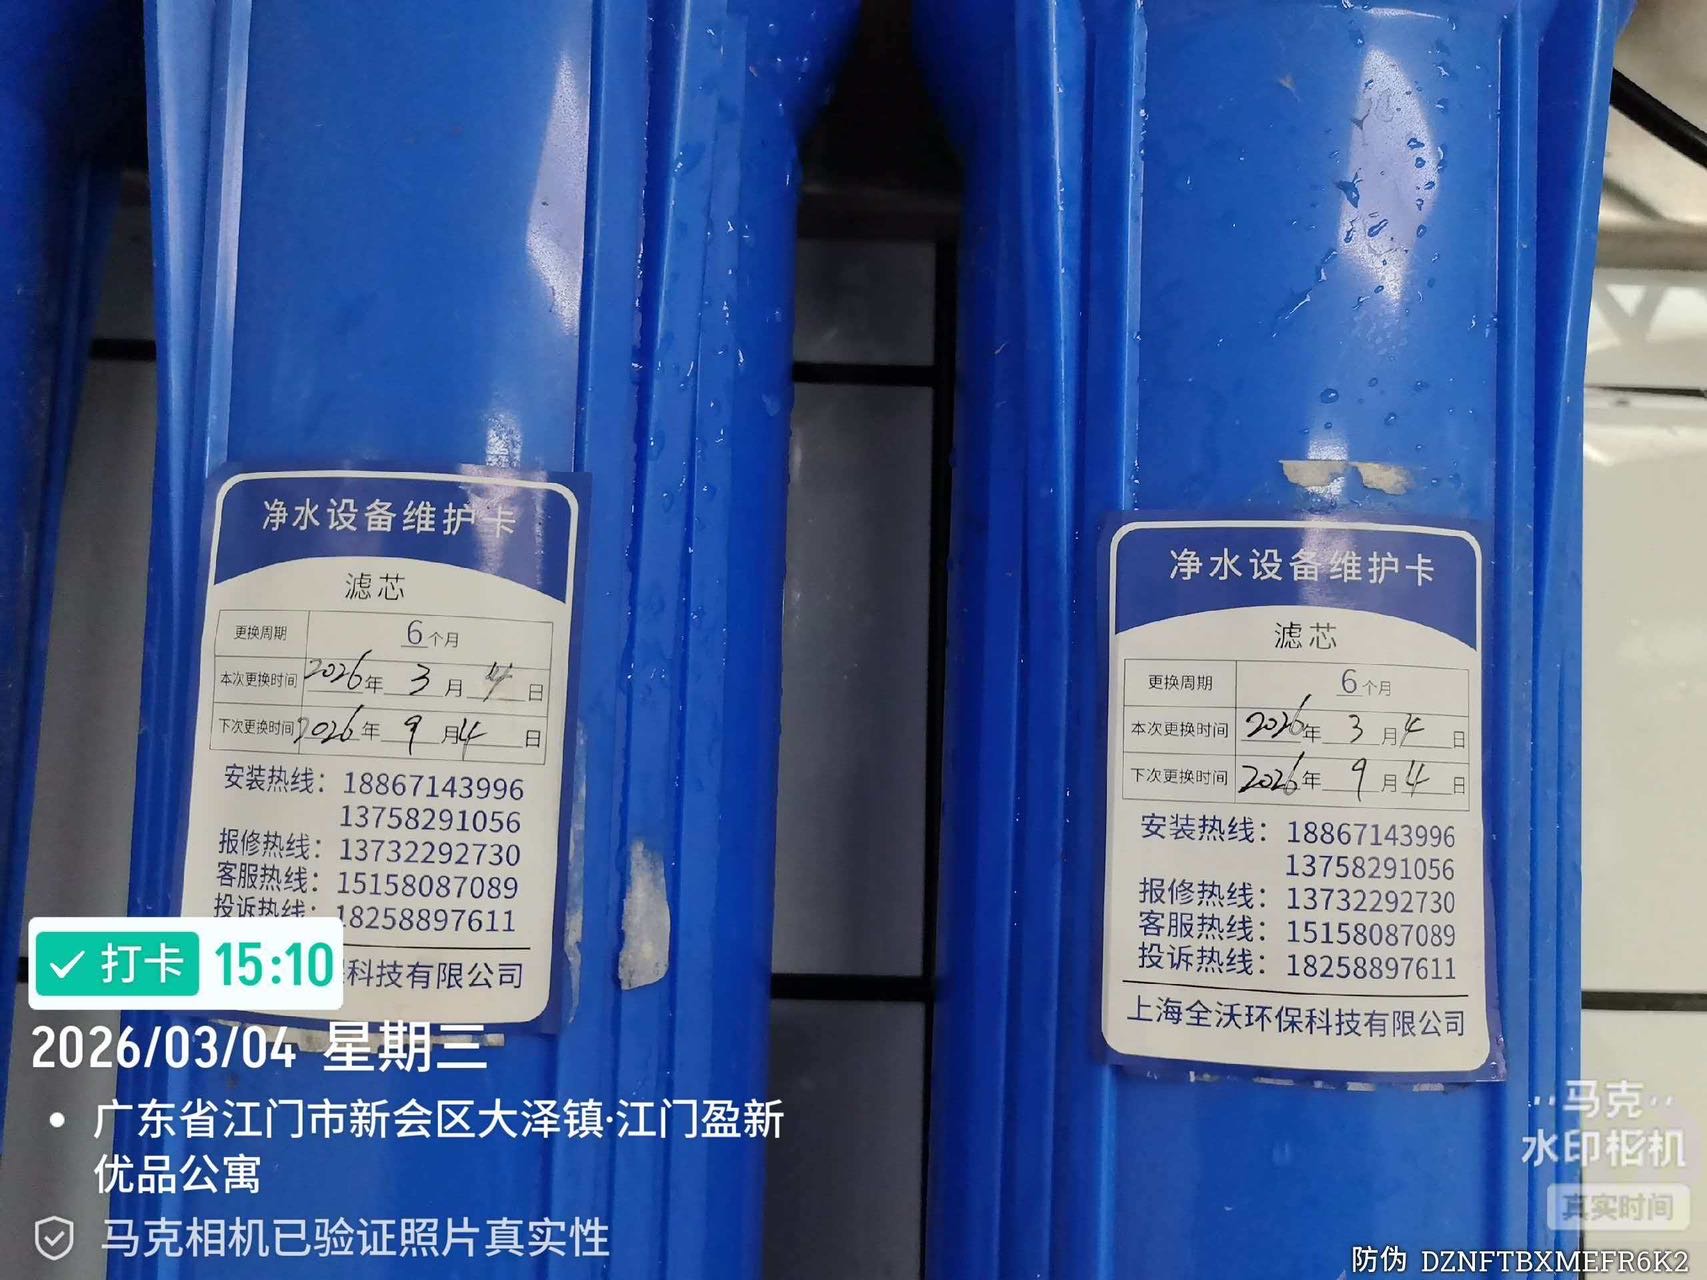 净水设备维护卡
滤芯
更换周期 6个月
本次更换时间 2026年 3月 4日
下次更换时间 2026年 9月 4日
安装热线：18867143996
13758291056
报修热线：13732292730
客服热线：15158087089
投诉热线：18258897611
科技有限公司
净水设备维护卡
滤芯
更换周期 6个月
本次更换时间 2026年 3月 4日
下次更换时间 2026年 9月 4日
安装热线：18867143996
13758291056
报修热线：13732292730
客服热线：15158087089
投诉热线：18258897611
上海全沃环保科技有限公司
打卡 15:10
2026/03/04 星期三
广东省江门市新会区大泽镇·江门盈新
优品公寓
马克相机已验证照片真实性
马克
水印相机
真实时间
防伪 DZNFTBXMEFR6K2